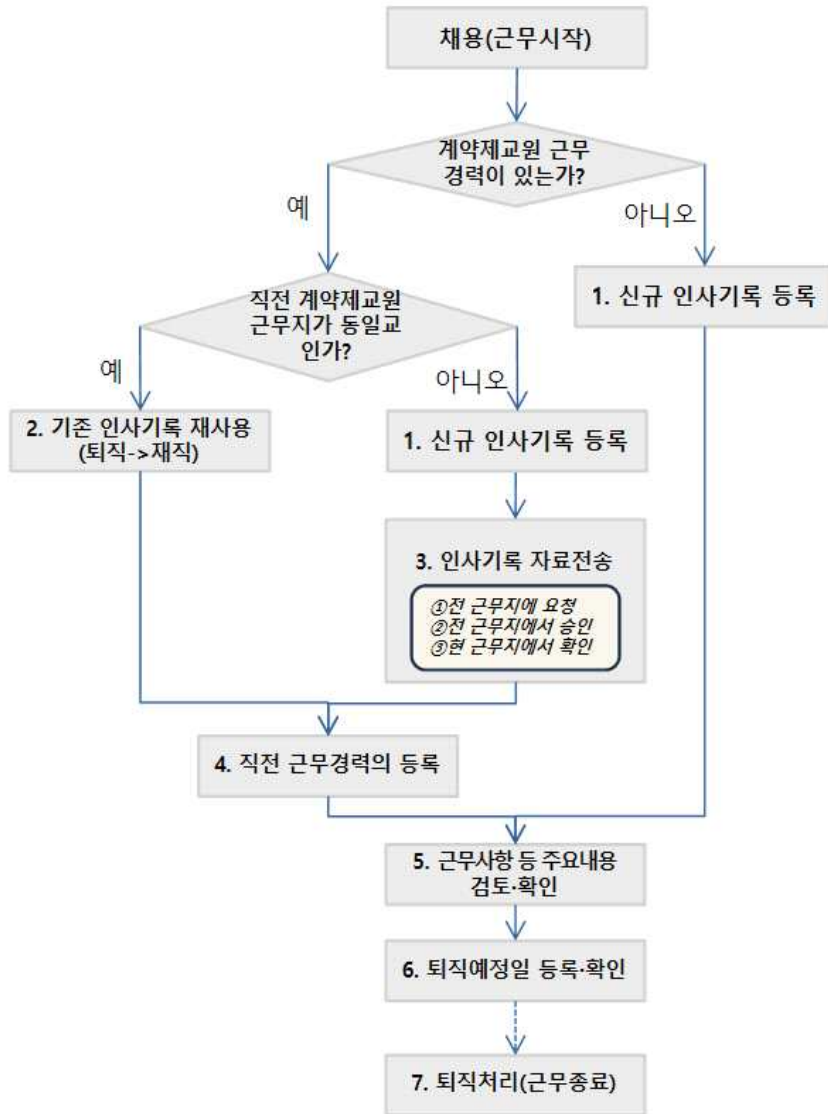 채용(근무시작)
계약제교원 근무
경력이 있는가?
예
아니오
직전 계약제교원
근무지가 동일교
인가?
1. 신규 인사기록 등록
예
아니오
2. 기존 인사기록 재사용
(퇴직->재직)
1. 신규 인사기록 등록
3. 인사기록 자료전송
①전 근무지에 요청
②전 근무지에서 승인
③현 근무지에서 확인
4. 직전 근무경력의 등록
5. 근무사항 등 주요내용
검토·확인
6. 퇴직예정일 등록·확인
7. 퇴직처리(근무종료)